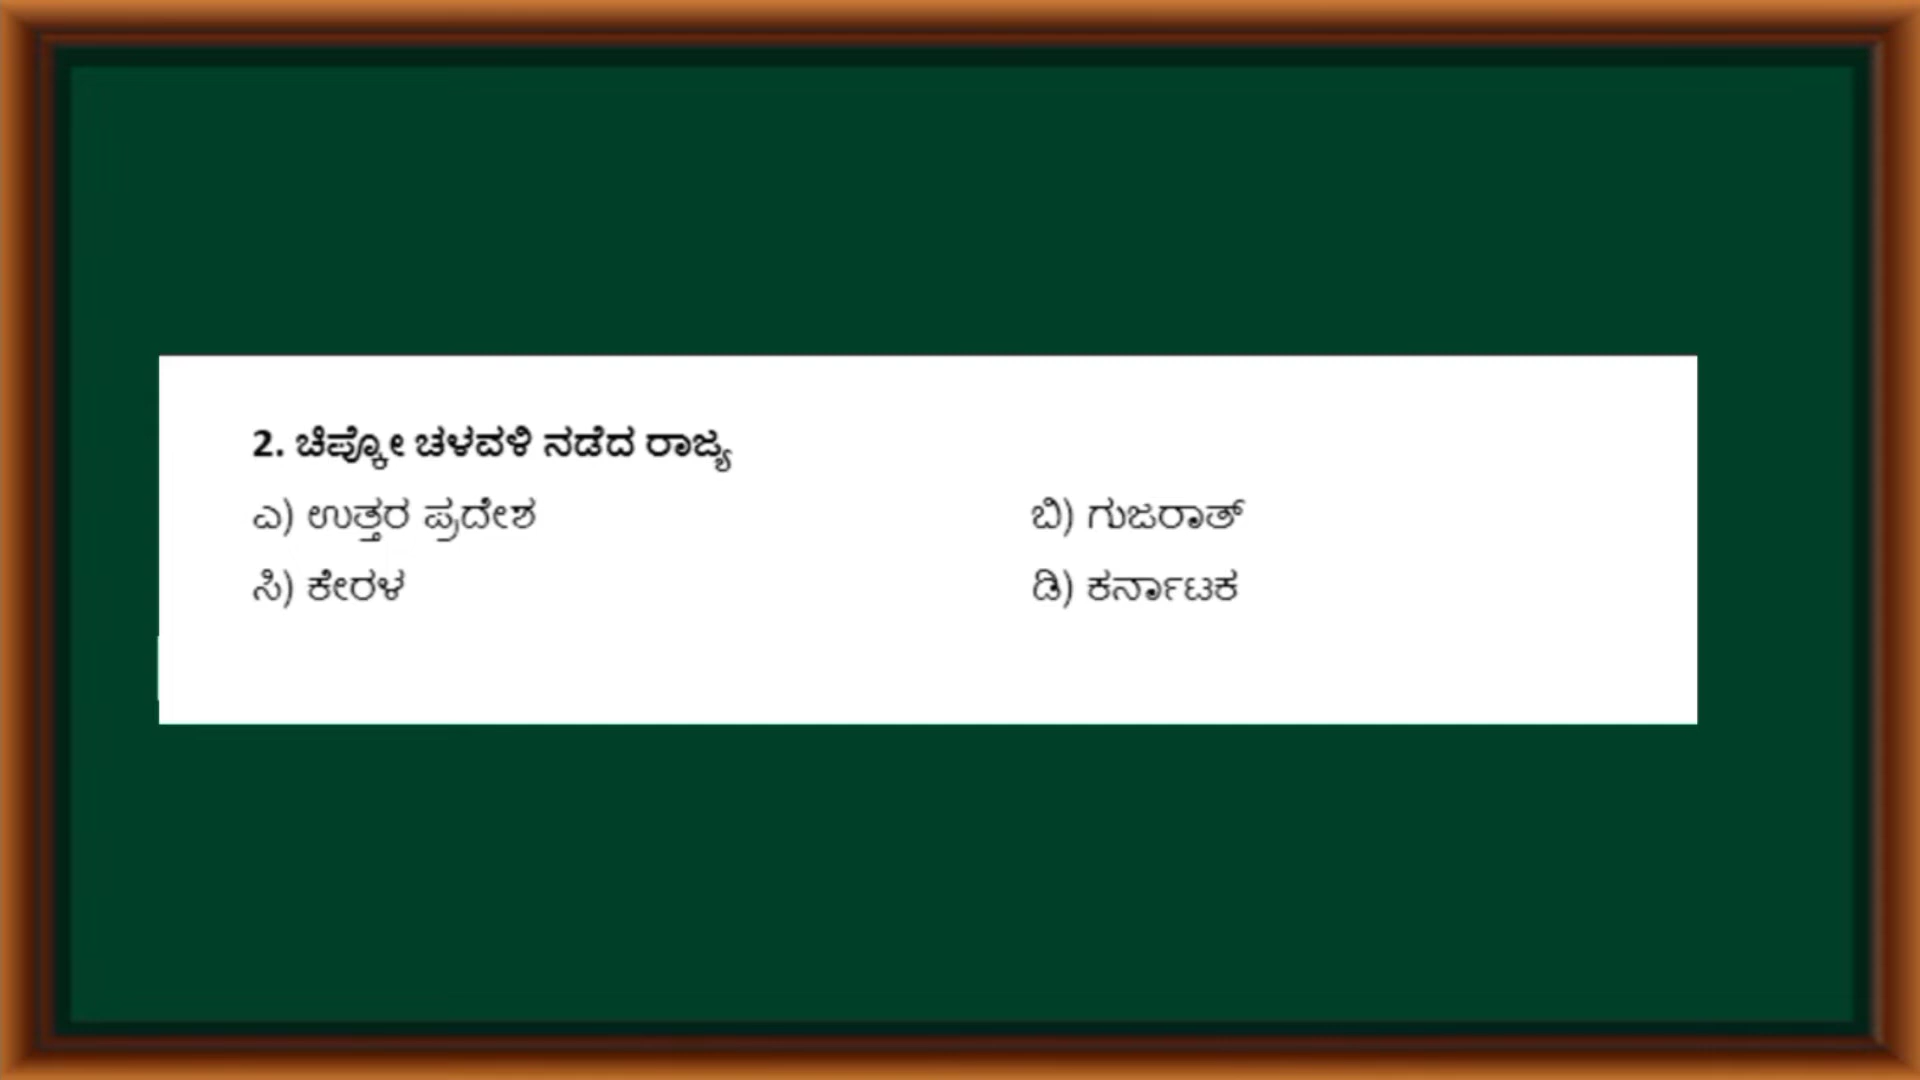 2. ಚಿಪ್ಕೋ ಚಳವಳಿ ನಡೆದ ರಾಜ್ಯ
ಎ) ಉತ್ತರ ಪ್ರದೇಶ ಬಿ) ಗುಜರಾತ್
ಸಿ) ಕೇರಳ ಡಿ) ಕರ್ನಾಟಕ